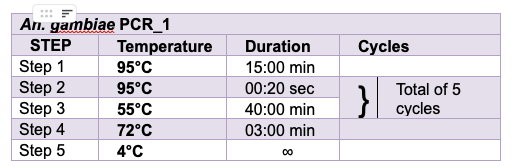 An. gambiae PCR_1
STEP Temperature Duration Cycles
Step 1 95°C 15:00 min
Step 2 95°C 00:20 sec
Step 3 55°C 40:00 min
Step 4 72°C 03:00 min
Step 5 4°C ∞
} Total of 5
cycles